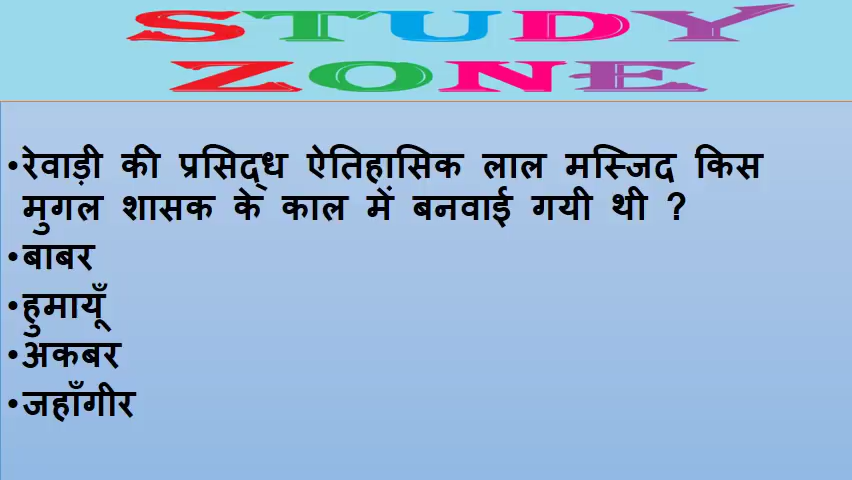 STUDY
ZONE
•रेवाड़ी की प्रसिद्ध ऐतिहासिक लाल मस्जिद किस
मुगल शासक के काल में बनवाई गयी थी ?
•बाबर
•हुमायूँ
•अकबर
•जहाँगीर